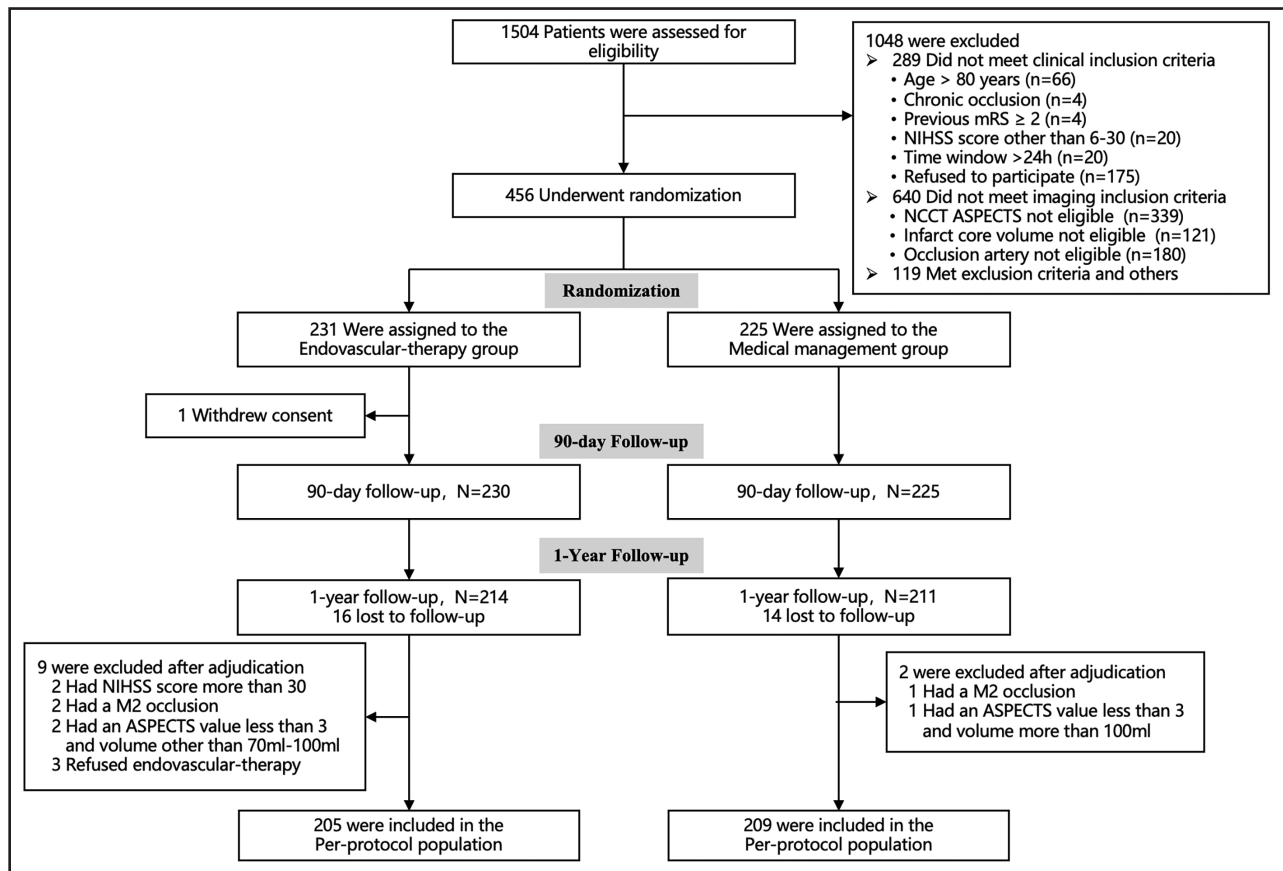 1504 Patients were assessed for
eligibility
1048 were excluded
➢ 289 Did not meet clinical inclusion criteria
• Age > 80 years (n=66)
• Chronic occlusion (n=4)
• Previous mRS ≥ 2 (n=4)
• NIHSS score other than 6-30 (n=20)
• Time window >24h (n=20)
• Refused to participate (n=175)
➢ 640 Did not meet imaging inclusion criteria
• NCCT ASPECTS not eligible (n=339)
• Infarct core volume not eligible (n=121)
• Occlusion artery not eligible (n=180)
➢ 119 Met exclusion criteria and others
456 Underwent randomization
Randomization
231 Were assigned to the
Endovascular-therapy group
225 Were assigned to the
Medical management group
1 Withdrew consent
90-day Follow-up
90-day follow-up, N=230
90-day follow-up, N=225
1-Year Follow-up
1-year follow-up, N=214
16 lost to follow-up
1-year follow-up, N=211
14 lost to follow-up
9 were excluded after adjudication
2 Had NIHSS score more than 30
2 Had a M2 occlusion
2 Had an ASPECTS value less than 3
and volume other than 70ml-100ml
3 Refused endovascular-therapy
2 were excluded after adjudication
1 Had a M2 occlusion
1 Had an ASPECTS value less than 3
and volume more than 100ml
205 were included in the
Per-protocol population
209 were included in the
Per-protocol population